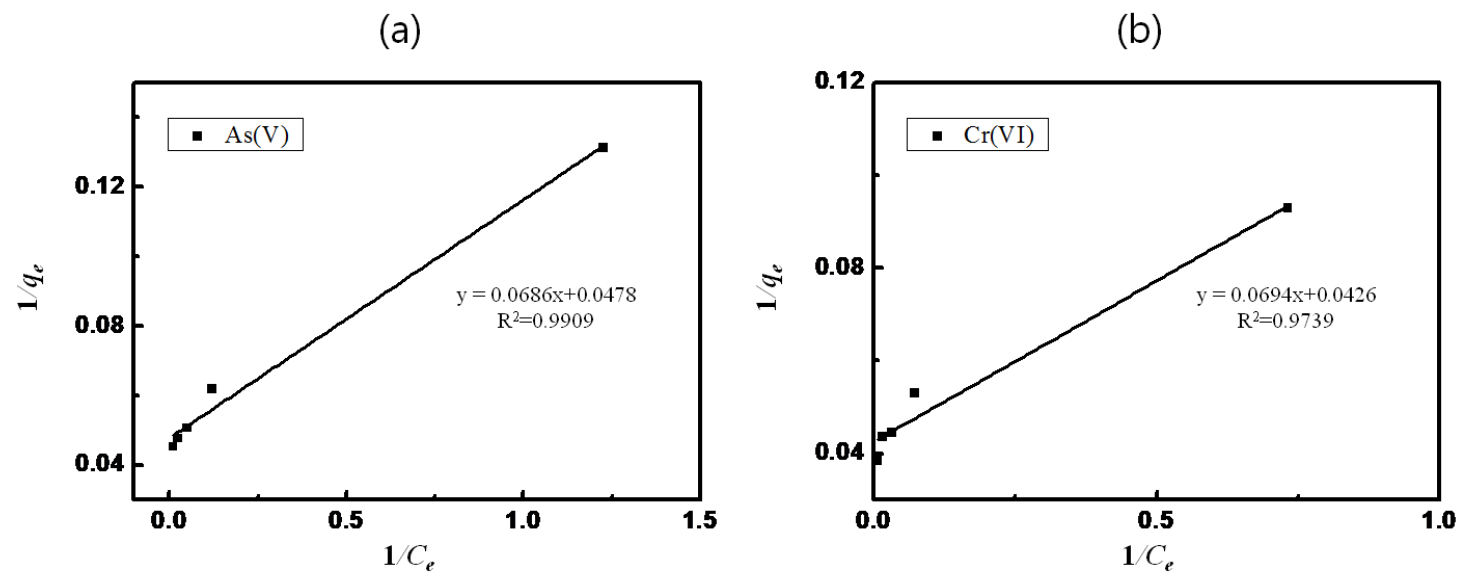 (a)
As(V)
0.12
0.08
0.04
1/qe
y = 0.0686x+0.0478
R²=0.9909
0.0 0.5 1.0 1.5
1/Ce
(b)
0.12
Cr(VI)
0.08
0.04
1/qe
y = 0.0694x+0.0426
R²=0.9739
0.0 0.5 1.0
1/Ce